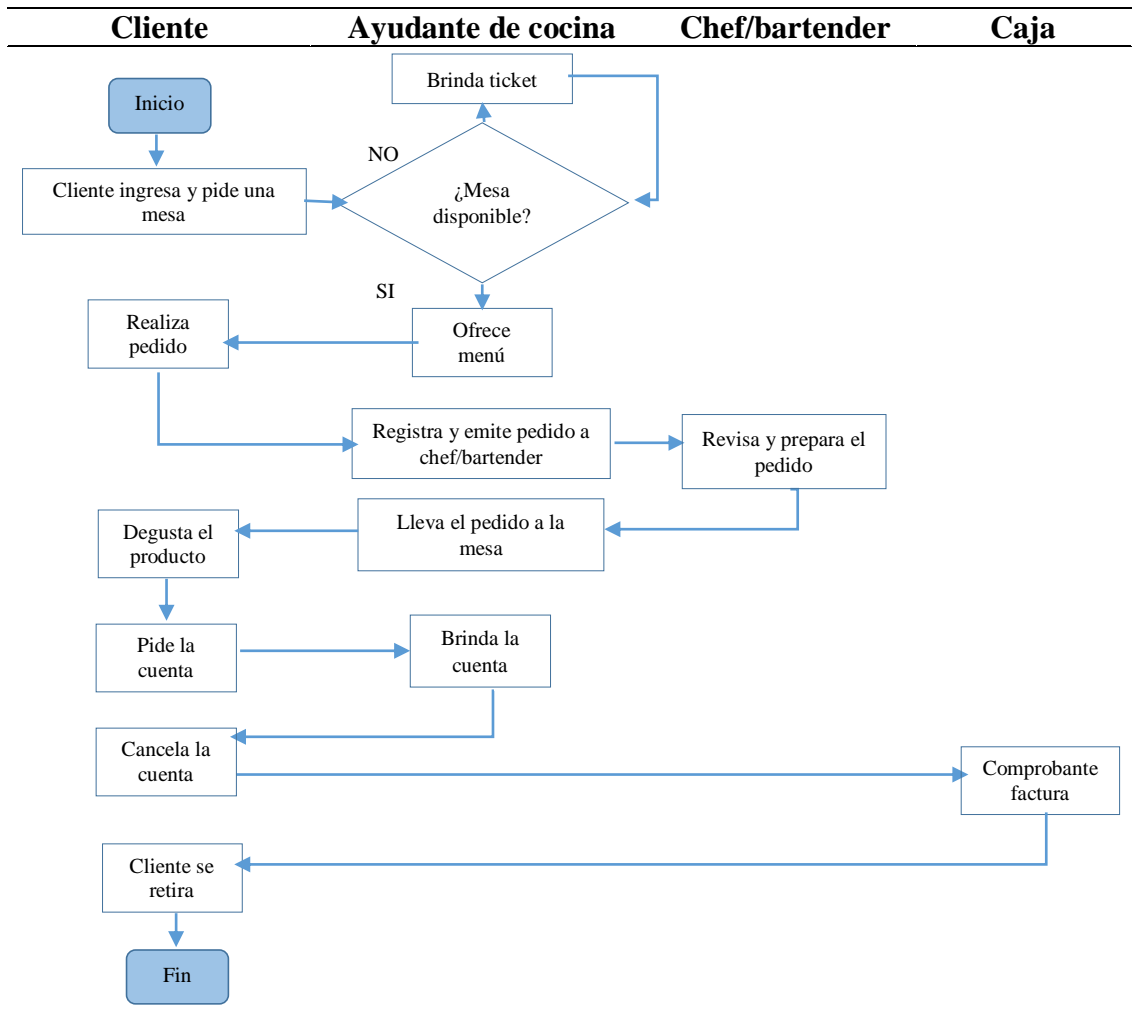 Cliente Ayudante de cocina Chef/bartender Caja
Brinda ticket
Inicio
NO
Cliente ingresa y pide una
mesa
¿Mesa
disponible?
SI
Realiza
pedido
Ofrece
menú
Registra y emite pedido a
chef/bartender
Revisa y prepara el
pedido
Degusta el
producto
Lleva el pedido a la
mesa
Pide la
cuenta
Brinda la
cuenta
Cancela la
cuenta
Comprobante
factura
Cliente se
retira
Fin